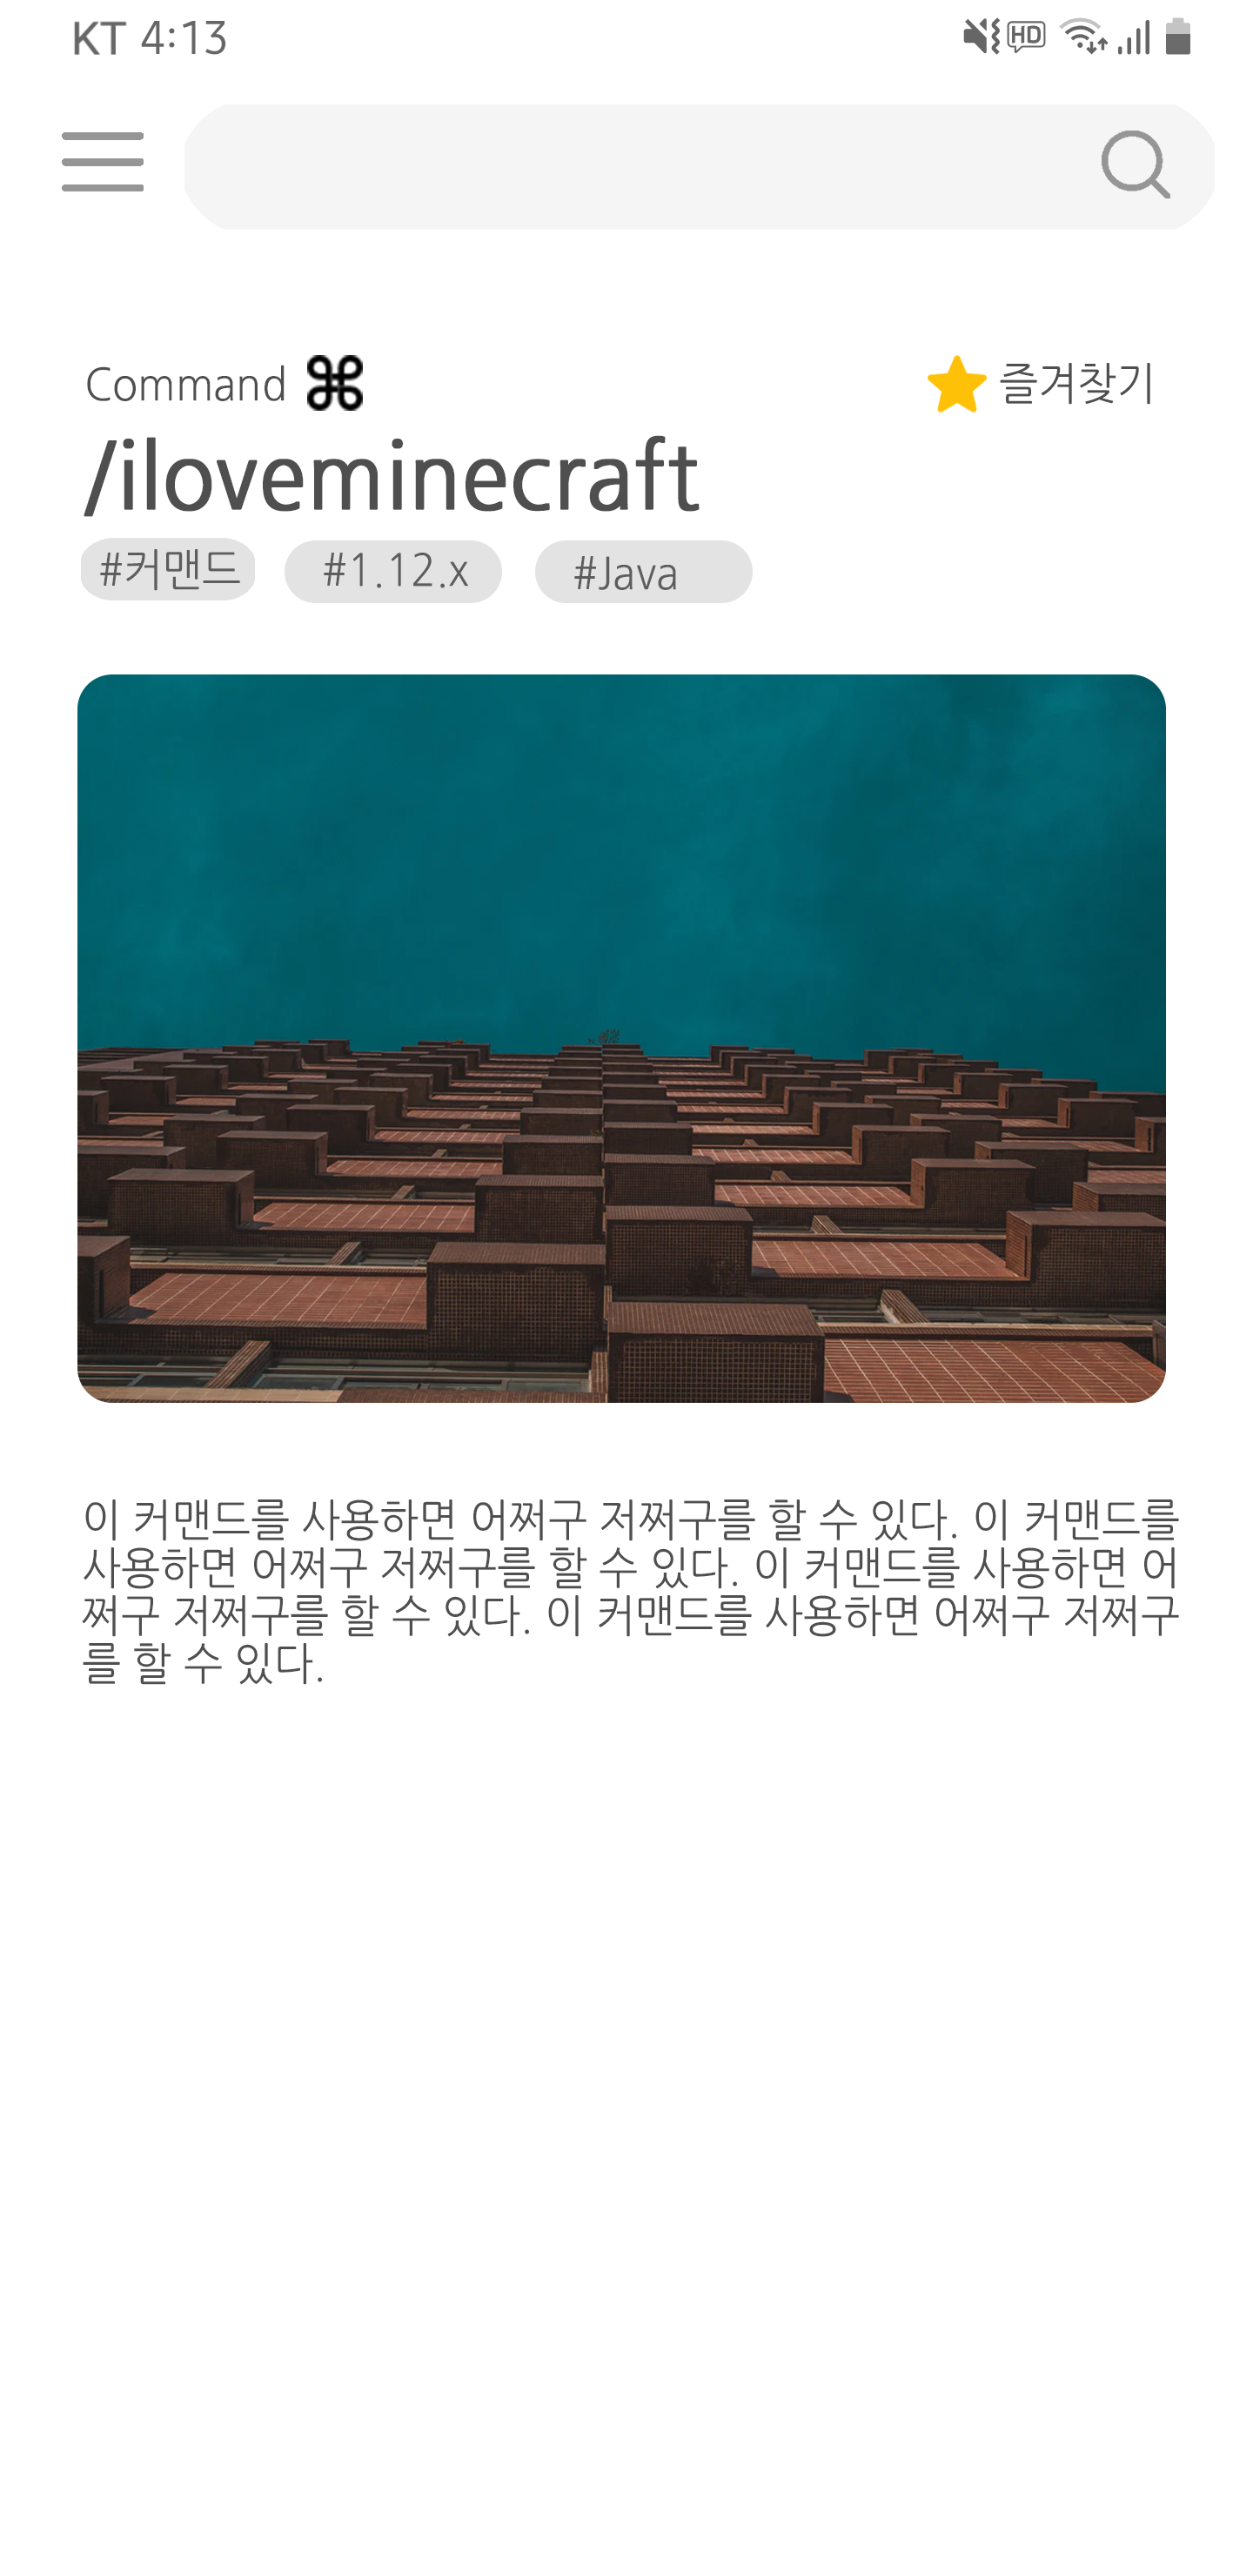 KT 4:13
HD
Command ⌘
즐겨찾기
/iloveminecraft
#커맨드 #1.12.x #Java
이 커맨드를 사용하면 어쩌구 저쩌구를 할 수 있다. 이 커맨드를
사용하면 어쩌구 저쩌구를 할 수 있다. 이 커맨드를 사용하면 어
쩌구 저쩌구를 할 수 있다. 이 커맨드를 사용하면 어쩌구 저쩌구
를 할 수 있다.